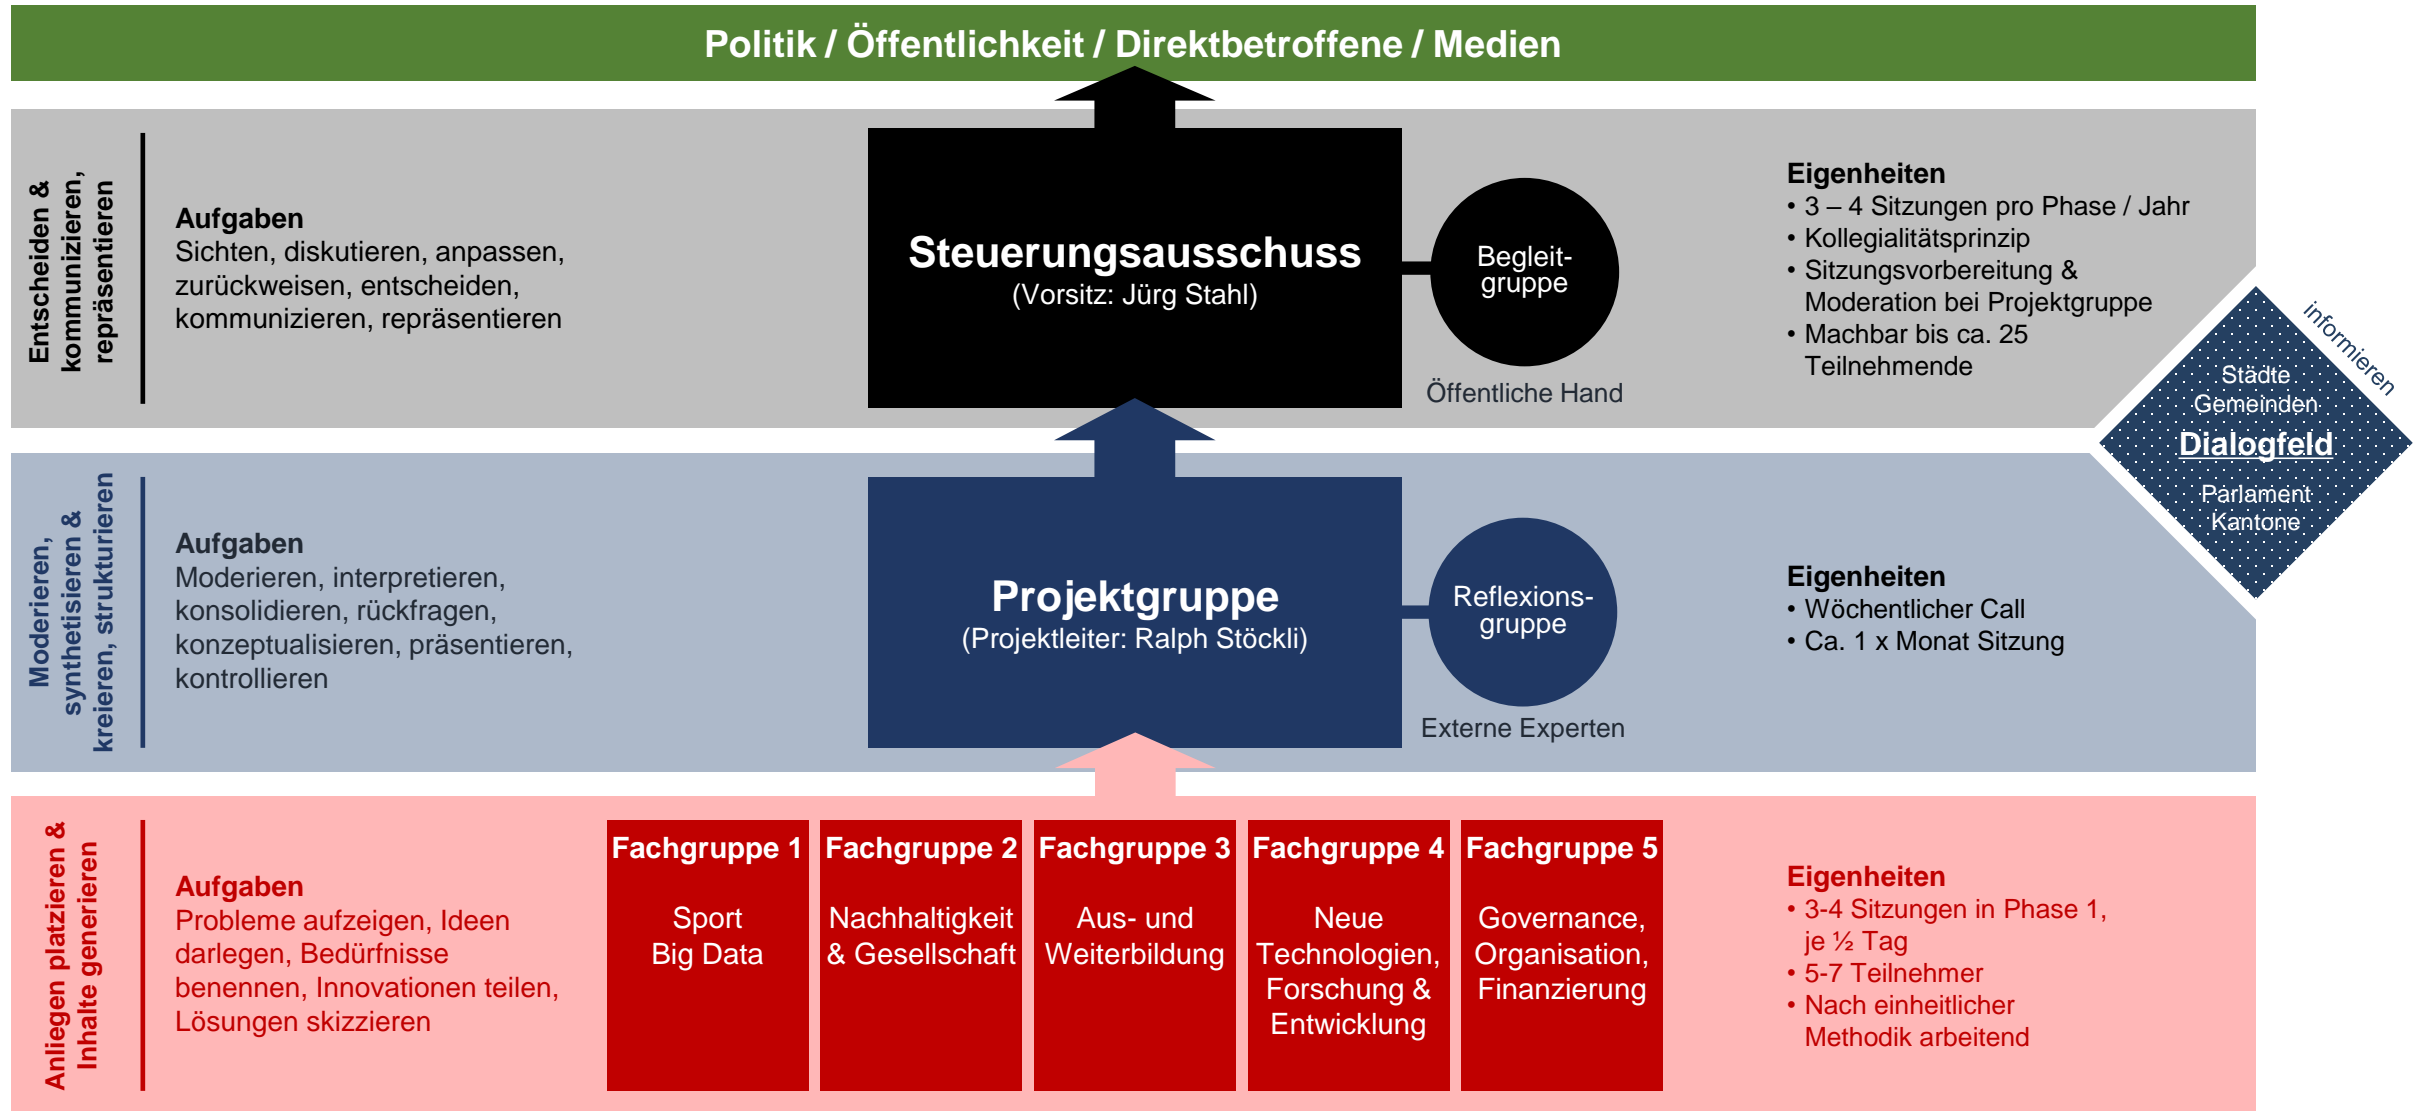 Politik / Öffentlichkeit / Direktbetroffene / Medien
Entscheiden &
kommunizieren,
repräsentieren
Aufgaben
Sichten, diskutieren, anpassen,
zurückweisen, entscheiden,
kommunizieren, repräsentieren
Steuerungsausschuss
(Vorsitz: Jürg Stahl)
Begleit-
gruppe
Öffentliche Hand
Eigenheiten
• 3 – 4 Sitzungen pro Phase / Jahr
• Kollegialitätsprinzip
• Sitzungsvorbereitung &
Moderation bei Projektgruppe
• Machbar bis ca. 25
Teilnehmende
informieren
Städte
Gemeinden
Dialogfeld
Parlament
Kantone
Moderieren,
synthetisieren &
kreieren, strukturieren
Aufgaben
Moderieren, interpretieren,
konsolidieren, rückfragen,
konzeptualisieren, präsentieren,
kontrollieren
Projektgruppe
(Projektleiter: Ralph Stöckli)
Reflexions-
gruppe
Externe Experten
Eigenheiten
• Wöchentlicher Call
• Ca. 1 x Monat Sitzung
Anliegen platzieren &
Inhalte generieren
Aufgaben
Probleme aufzeigen, Ideen
darlegen, Bedürfnisse
benennen, Innovationen teilen,
Lösungen skizzieren
Fachgruppe 1
Sport
Big Data
Fachgruppe 2
Nachhaltigkeit
& Gesellschaft
Fachgruppe 3
Aus- und
Weiterbildung
Fachgruppe 4
Neue
Technologien,
Forschung &
Entwicklung
Fachgruppe 5
Governance,
Organisation,
Finanzierung
Eigenheiten
• 3-4 Sitzungen in Phase 1,
je ½ Tag
• 5-7 Teilnehmer
• Nach einheitlicher
Methodik arbeitend